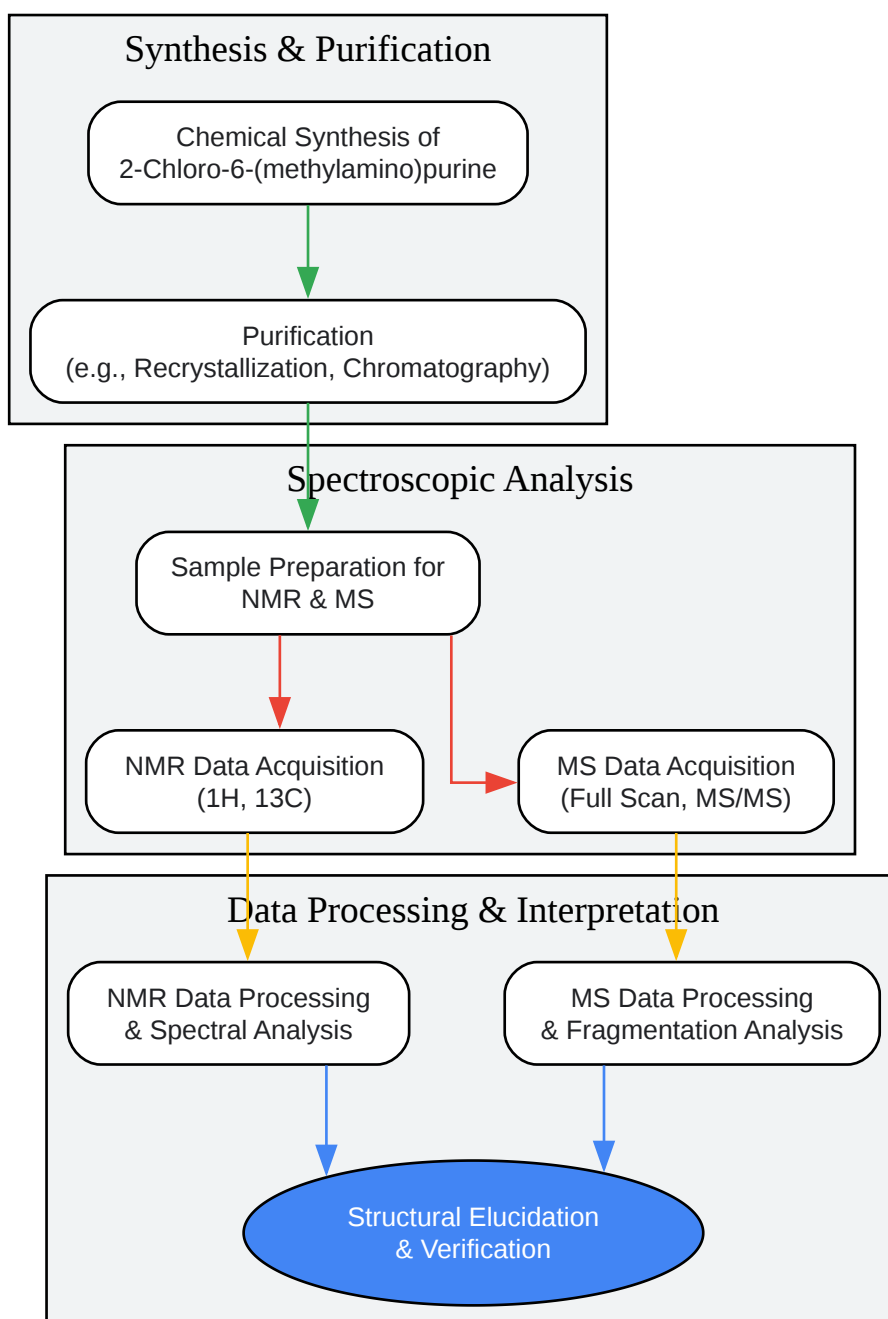 Synthesis & Purification
Chemical Synthesis of
2-Chloro-6-(methylamino)purine
Purification
(e.g., Recrystallization, Chromatography)
Spectroscopic Analysis
Sample Preparation for
NMR & MS
NMR Data Acquisition
(1H, 13C)
MS Data Acquisition
(Full Scan, MS/MS)
Data Processing & Interpretation
NMR Data Processing
& Spectral Analysis
MS Data Processing
& Fragmentation Analysis
Structural Elucidation
& Verification